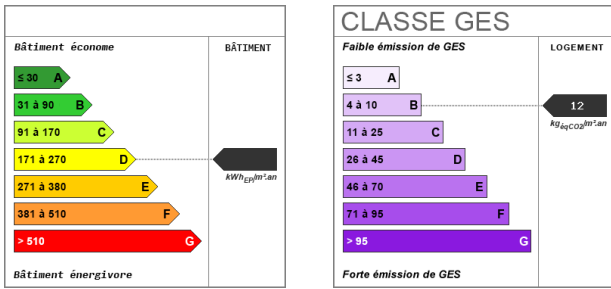 Bâtiment économe
BÂTIMENT
≤ 30 A
31 à 90 B
91 à 170 C
171 à 270 D
kWhEP/m².an
271 à 380 E
381 à 510 F
> 510 G
Bâtiment énergivore
CLASSE GES
Faible émission de GES
LOGEMENT
≤ 3 A
4 à 10 B
12
kgéqCO2/m².an
11 à 25 C
26 à 45 D
46 à 70 E
71 à 95 F
> 95 G
Forte émission de GES